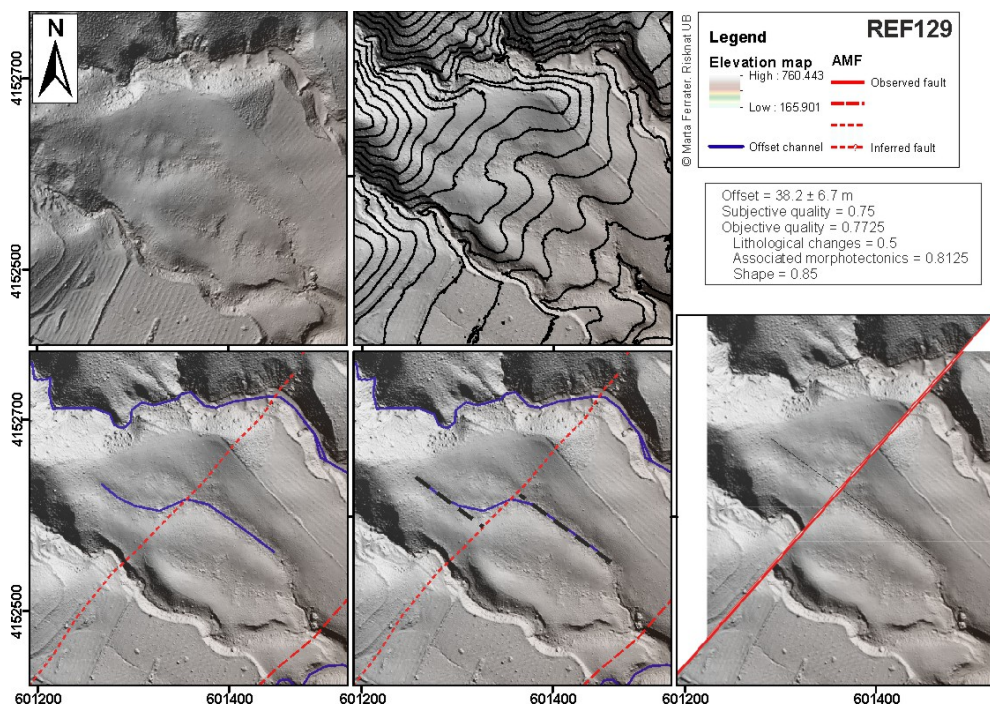 N
4152700
4152500
© Marta Ferrater, Risknat UB
REF129
Legend
Elevation map
High : 760.443
Low : 165.901
Offset channel
AMF
Observed fault
Inferred fault
Offset = 38.2 ± 6.7 m
Subjective quality = 0.75
Objective quality = 0.7725
Lithological changes = 0.5
Associated morphotectonics = 0.8125
Shape = 0.85
4152700
4152500
601200
601400
601200
601400
601200
601400